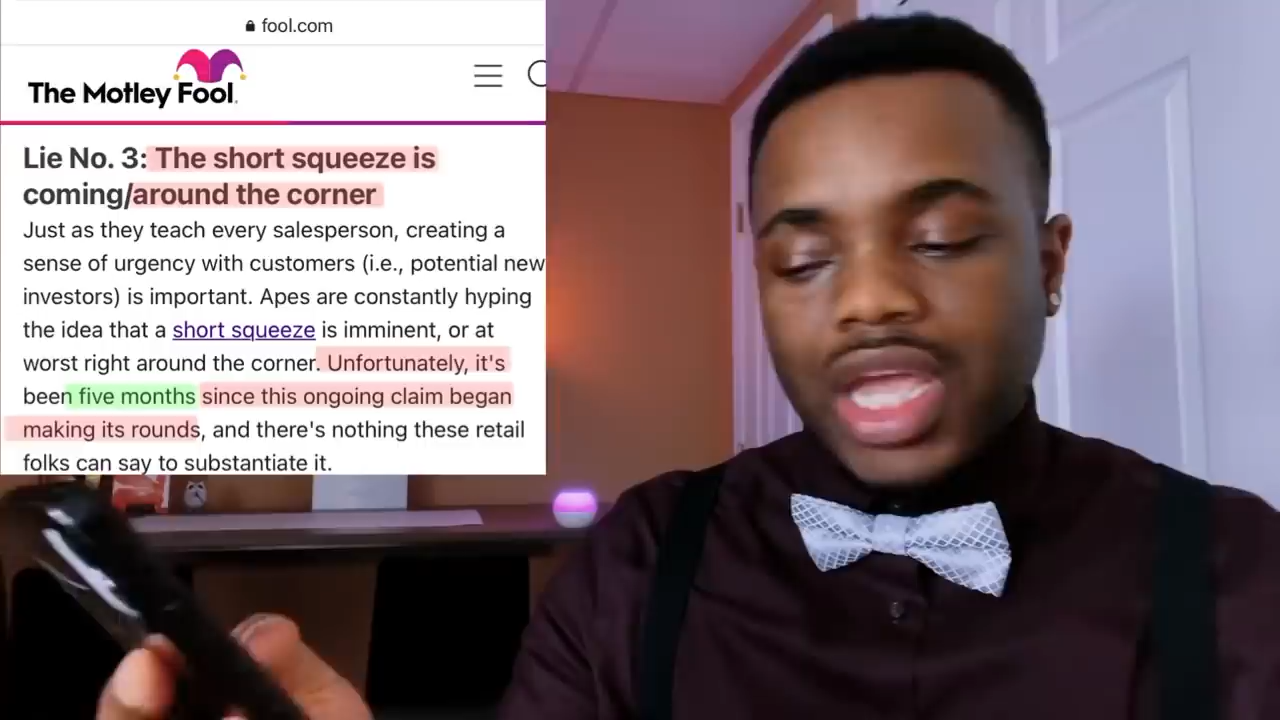 fool.com
The Motley Fool.
Lie No. 3: The short squeeze is
coming/around the corner
Just as they teach every salesperson, creating a
sense of urgency with customers (i.e., potential new
investors) is important. Apes are constantly hyping
the idea that a short squeeze is imminent, or at
worst right around the corner. Unfortunately, it's
been five months since this ongoing claim began
making its rounds, and there's nothing these retail
folks can say to substantiate it.